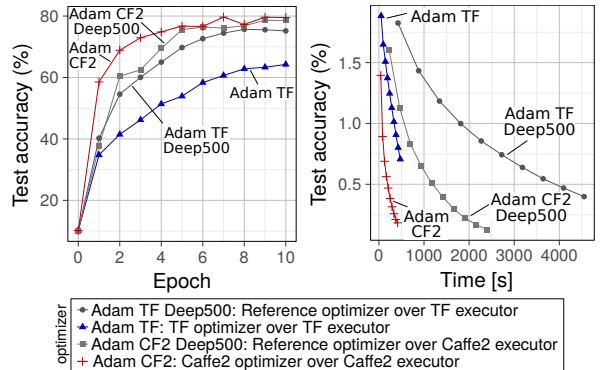 80
60
40
20
0
2
4
6
8
10
Test accuracy (%)
Epoch
Adam CF2
Deep500
Adam
CF2
Adam TF
Adam TF
Deep500
1.5
1.0
0.5
0
1000
2000
3000
4000
Test accuracy (%)
Time [s]
Adam TF
Adam TF
Deep500
Adam CF2
Deep500
Adam
CF2
optimizer
Adam TF Deep500: Reference optimizer over TF executor
Adam TF: TF optimizer over TF executor
Adam CF2 Deep500: Reference optimizer over Caffe2 executor
Adam CF2: Caffe2 optimizer over Caffe2 executor